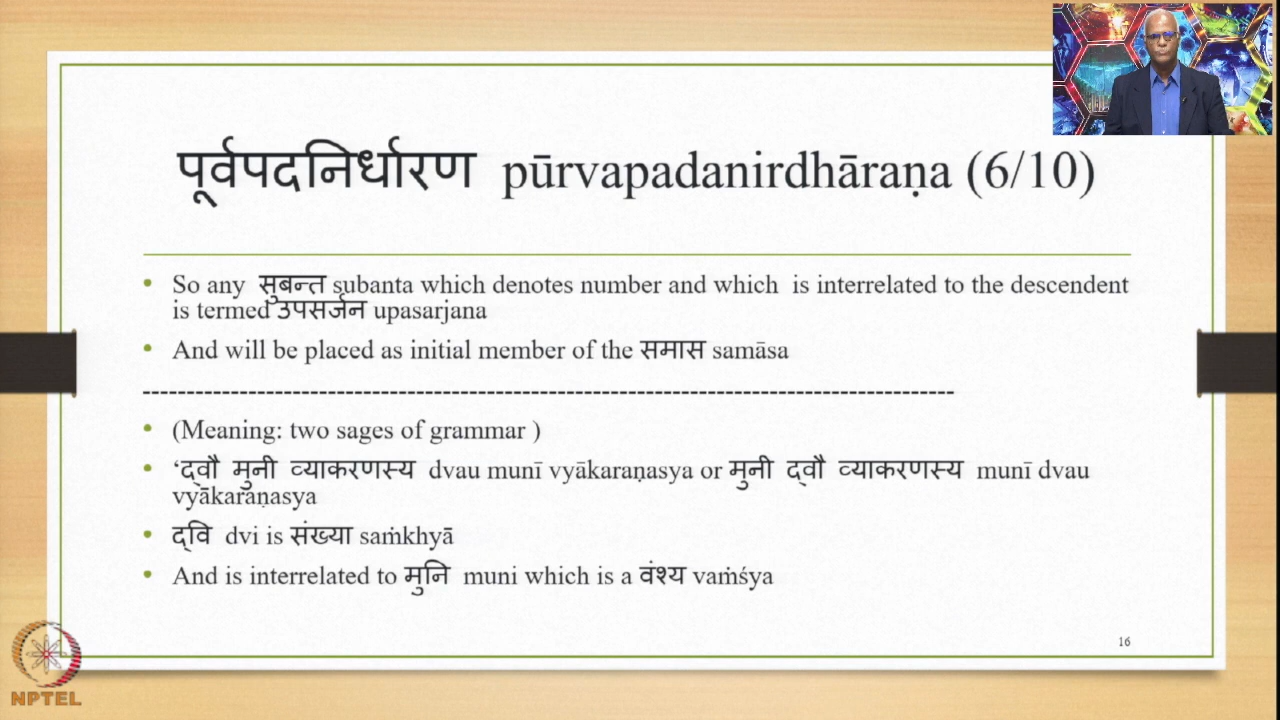 पूर्वपदनिर्धारण pūrvapadanirdhāraṇa (6/10)
• So any सुबन्त subanta which denotes number and which is interrelated to the descendent
is termed उपसर्जन upasarjana
• And will be placed as initial member of the समास samāsa
------------------------------------------------------------------------------------------
• (Meaning: two sages of grammar )
• ‘द्वौ मुनी व्याकरणस्य dvau munī vyākaraṇasya or मुनी द्वौ व्याकरणस्य munī dvau
vyākaraṇasya
• द्वि dvi is संख्या saṁkhyā
• And is interrelated to मुनि muni which is a वंश्य vaṁśya
16
NPTEL